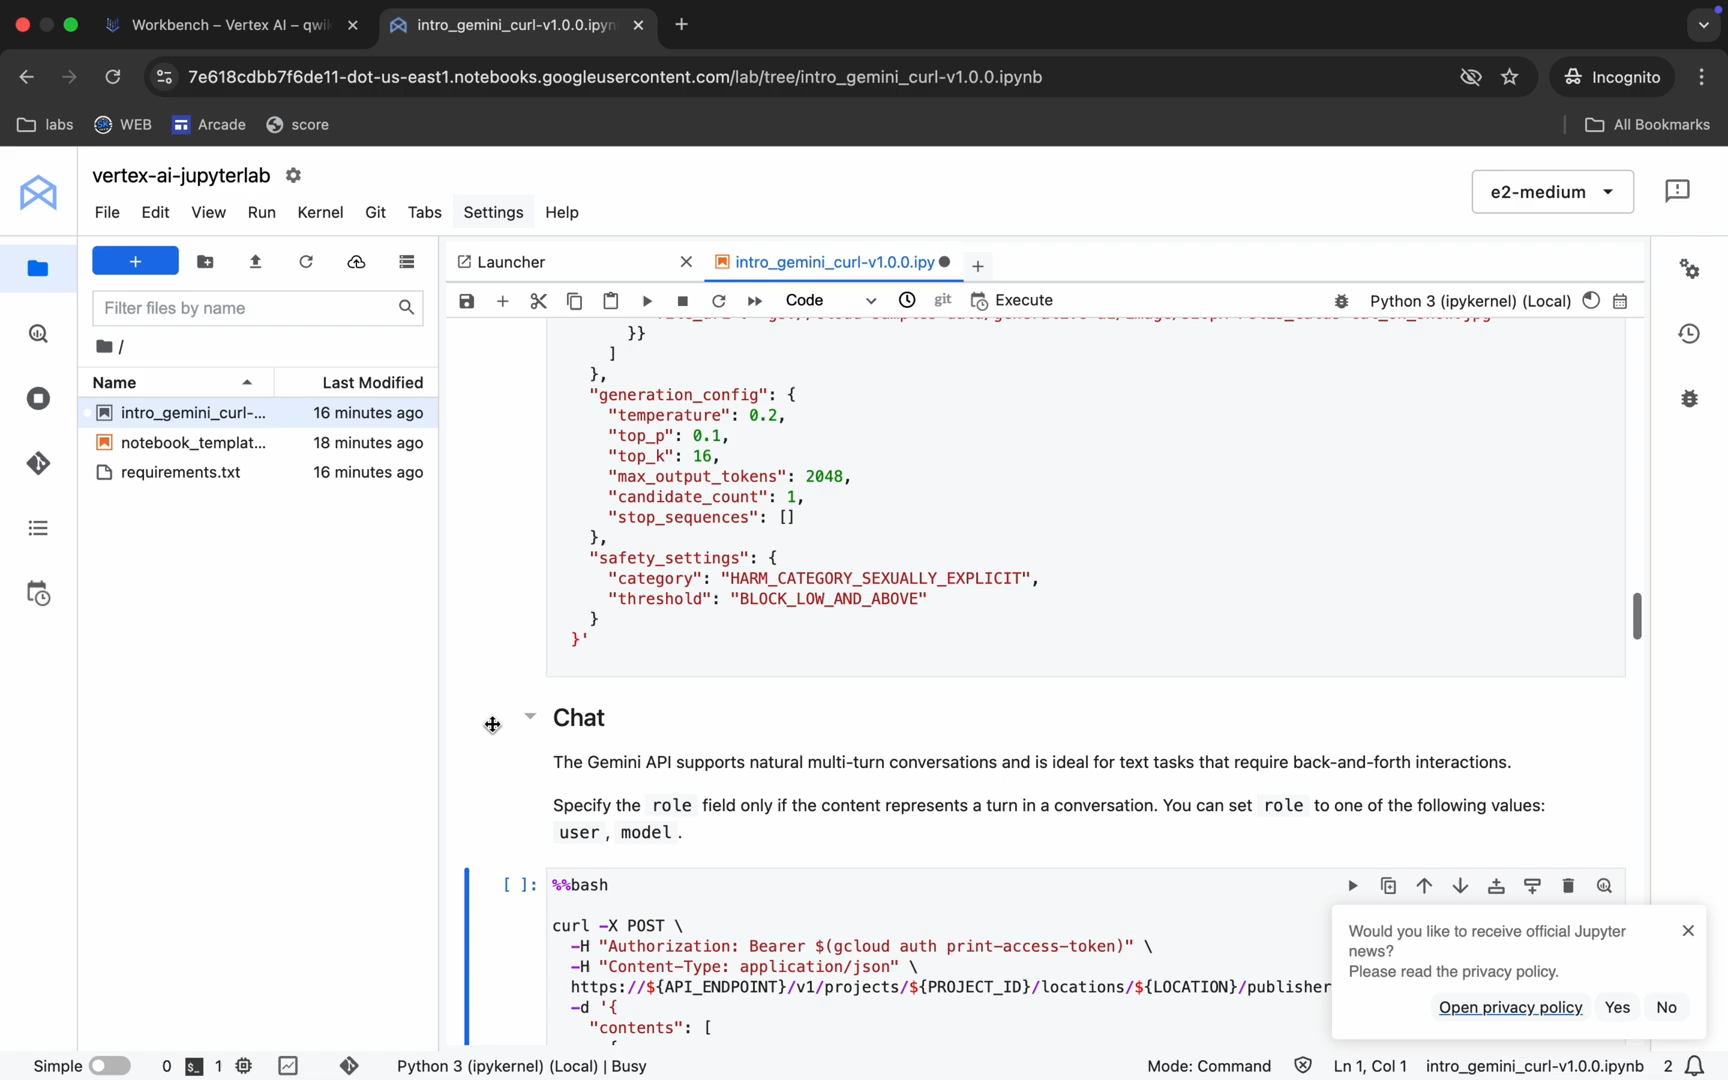 Workbench – Vertex AI – qwi
intro_gemini_curl-v1.0.0.ipyn
7e618cdbb7f6de11-dot-us-east1.notebooks.googleusercontent.com/lab/tree/intro_gemini_curl-v1.0.0.ipynb
Incognito
labs
WEB
Arcade
score
All Bookmarks
vertex-ai-jupyterlab
e2-medium
File Edit View Run Kernel Git Tabs Settings Help
Launcher
intro_gemini_curl-v1.0.0.ipy
Filter files by name
Code
git
Execute
Python 3 (ipykernel) (Local)
/
Name
Last Modified
intro_gemini_curl-... 16 minutes ago
notebook_templat... 18 minutes ago
requirements.txt 16 minutes ago
}}
]
},
"generation_config": {
"temperature": 0.2,
"top_p": 0.1,
"top_k": 16,
"max_output_tokens": 2048,
"candidate_count": 1,
"stop_sequences": []
},
"safety_settings": {
"category": "HARM_CATEGORY_SEXUALLY_EXPLICIT",
"threshold": "BLOCK_LOW_AND_ABOVE"
}
}'
Chat
The Gemini API supports natural multi-turn conversations and is ideal for text tasks that require back-and-forth interactions.
Specify the role field only if the content represents a turn in a conversation. You can set role to one of the following values:
user, model.
[ ]: %%bash
curl -X POST \
-H "Authorization: Bearer $(gcloud auth print-access-token)" \
-H "Content-Type: application/json" \
https://${API_ENDPOINT}/v1/projects/${PROJECT_ID}/locations/${LOCATION}/publisher
-d '{
"contents": [
Would you like to receive official Jupyter
news?
Please read the privacy policy.
Open privacy policy
Yes
No
Simple
0
1
Python 3 (ipykernel) (Local) | Busy
Mode: Command
Ln 1, Col 1
intro_gemini_curl-v1.0.0.ipynb
2